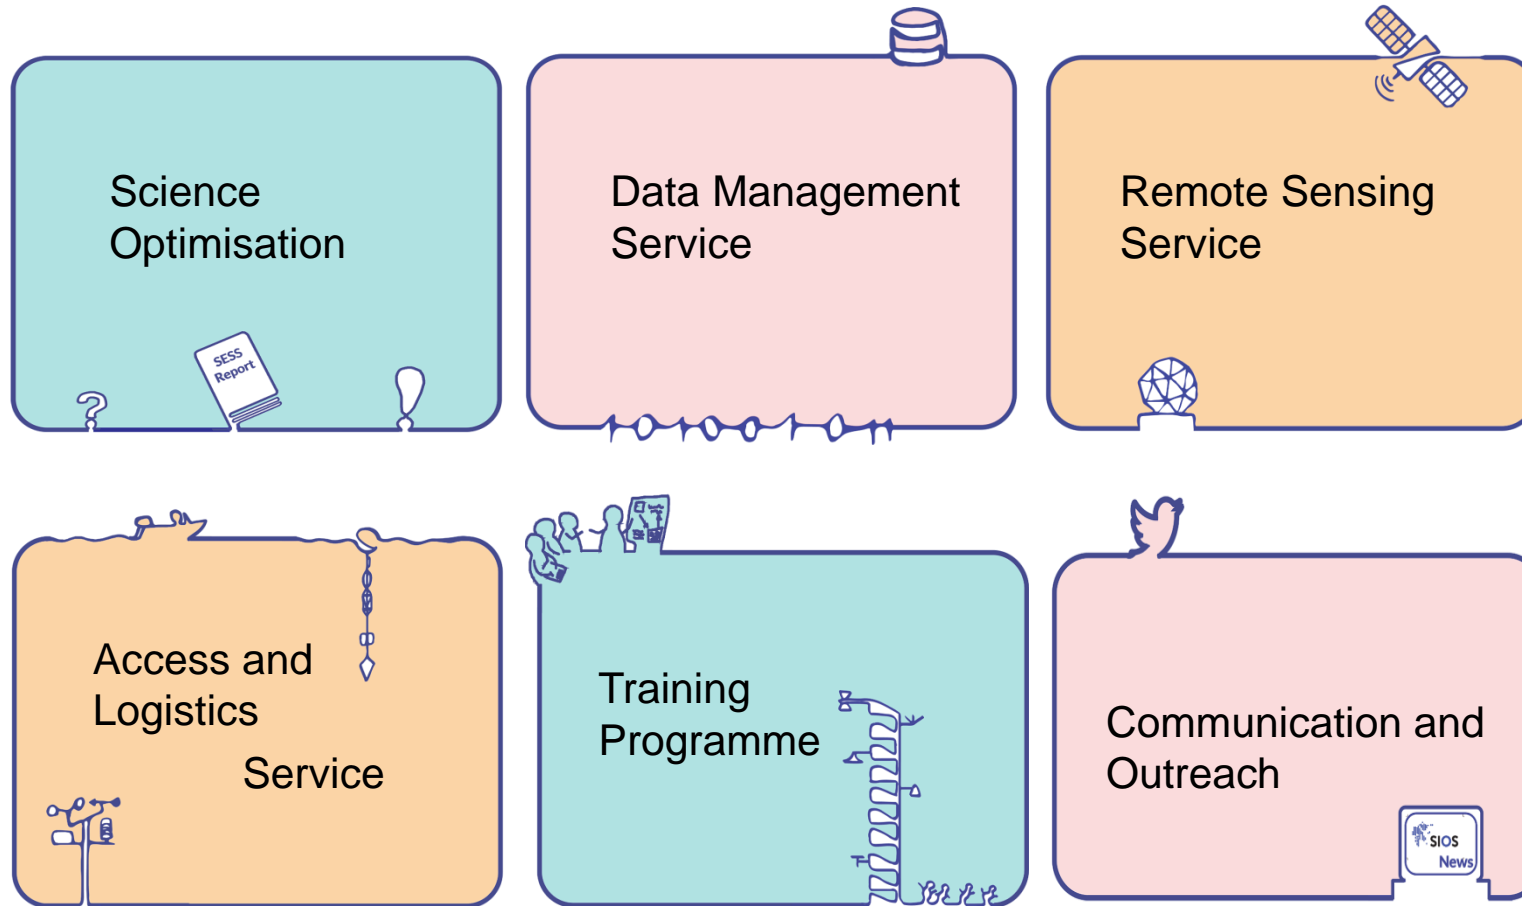 Science
Optimisation
SESS
Report
Data Management
Service
Remote Sensing
Service
Access and
Logistics
Service
Training
Programme
Communication and
Outreach
SIOS
News